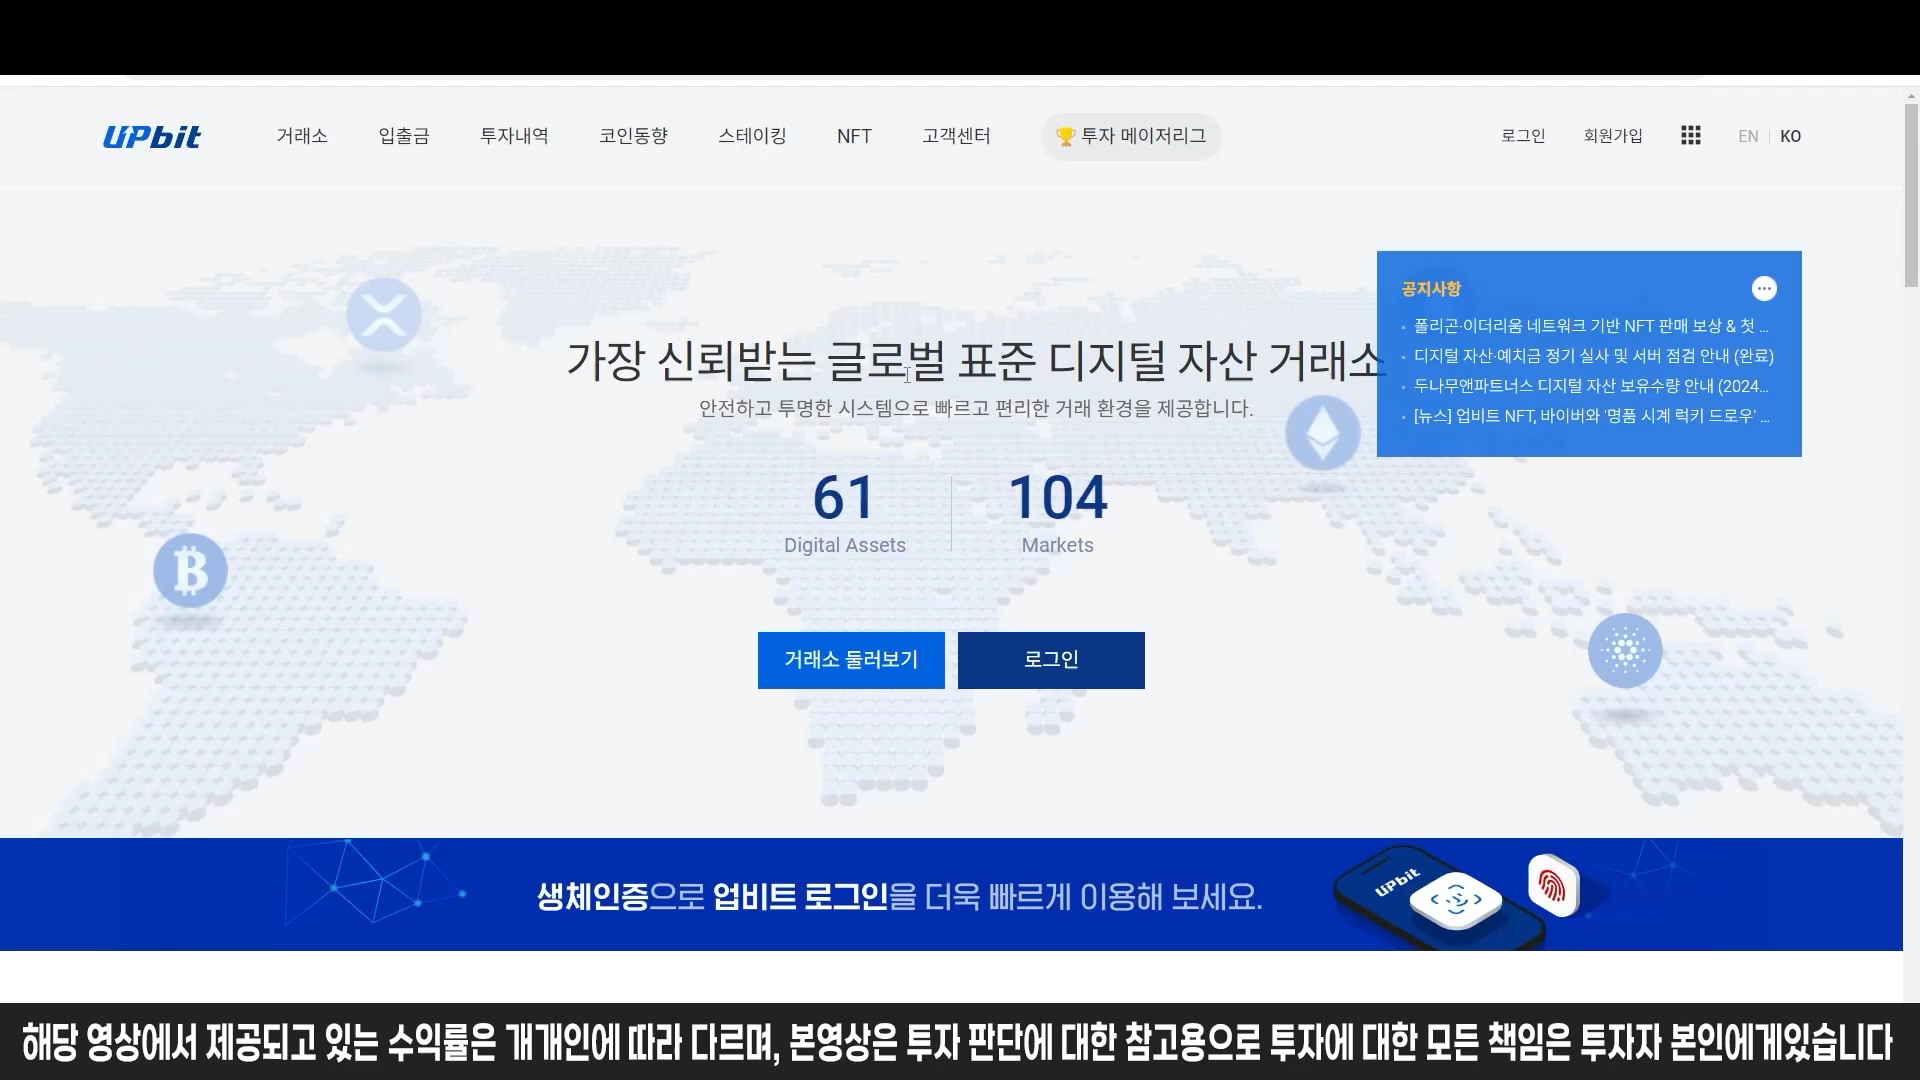 UPbit
거래소 입출금 투자내역 코인동향 스테이킹 NFT 고객센터 🏆투자 메이저리그
로그인 회원가입 EN | KO
가장 신뢰받는 글로벌 표준 디지털 자산 거래소
안전하고 투명한 시스템으로 빠르고 편리한 거래 환경을 제공합니다.
공지사항
폴리곤·이더리움 네트워크 기반 NFT 판매 보상 & 첫 ...
디지털 자산·예치금 정기 실사 및 서버 점검 안내 (완료)
두나무앤파트너스 디지털 자산 보유수량 안내 (2024...
[뉴스] 업비트 NFT, 바이버와 '명품 시계 럭키 드로우' ...
61
Digital Assets
104
Markets
거래소 둘러보기
로그인
생체인증으로 업비트 로그인을 더욱 빠르게 이용해 보세요.
UPbit
해당 영상에서 제공되고 있는 수익률은 개개인에 따라 다르며, 본영상은 투자 판단에 대한 참고용으로 투자에 대한 모든 책임은 투자자 본인에게있습니다